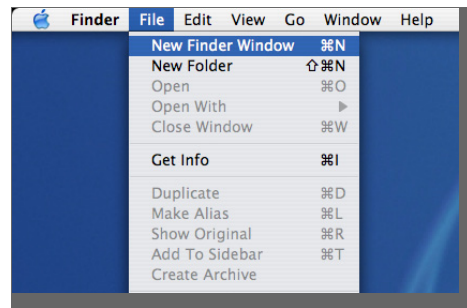 Finder File Edit View Go Window Help
New Finder Window ⌘N
New Folder ⇧⌘N
Open ⌘O
Open With ▶
Close Window ⌘W
Get Info ⌘I
Duplicate ⌘D
Make Alias ⌘L
Show Original ⌘R
Add To Sidebar ⌘T
Create Archive